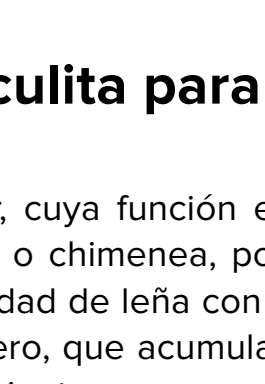 culita para
, cuya función e
o chimenea, po
dad de leña con
ero, que acumula